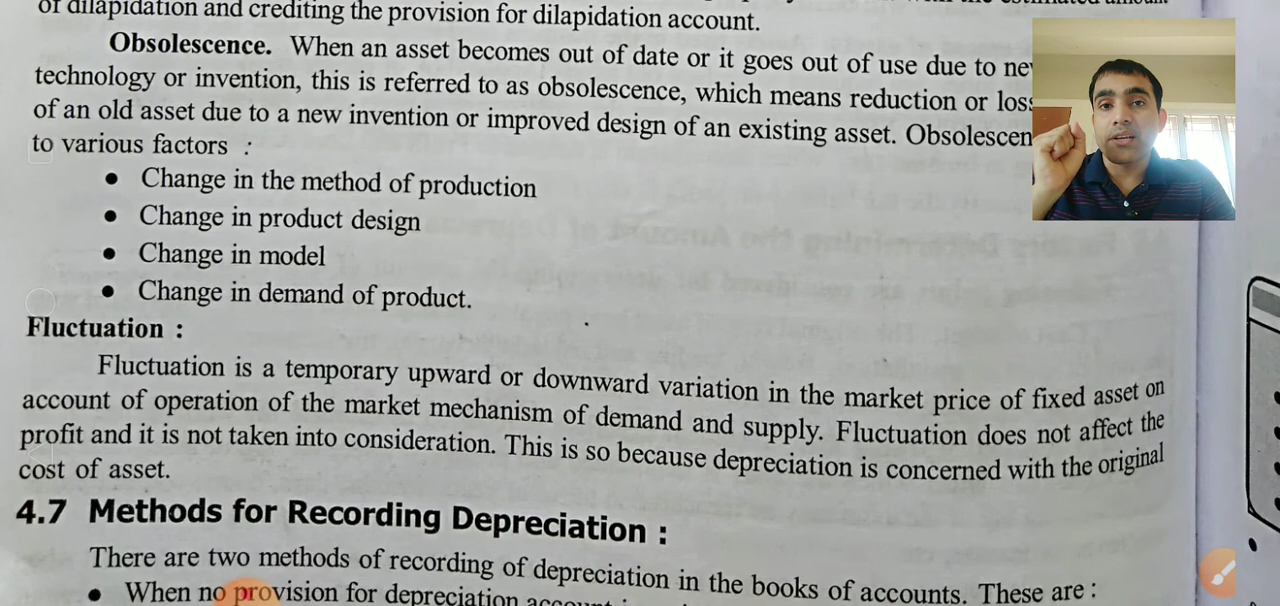 of dilapidation and crediting the provision for dilapidation account.
Obsolescence. When an asset becomes out of date or it goes out of use due to
technology or invention, this is referred to as obsolescence, which means reduction or
of an old asset due to a new invention or improved design of an existing asset.
to various factors :
• Change in the method of production
• Change in product design
• Change in model
• Change in demand of product.
Fluctuation :
Fluctuation is a temporary upward or downward variation in the market price of fixed asset on
account of operation of the market mechanism of demand and supply. Fluctuation does not affect the
profit and it is not taken into consideration. This is so because depreciation is concerned with the original
cost of asset.
4.7 Methods for Recording Depreciation :
There are two methods of recording of depreciation in the books of accounts. These are :
• When no provision for depreciation